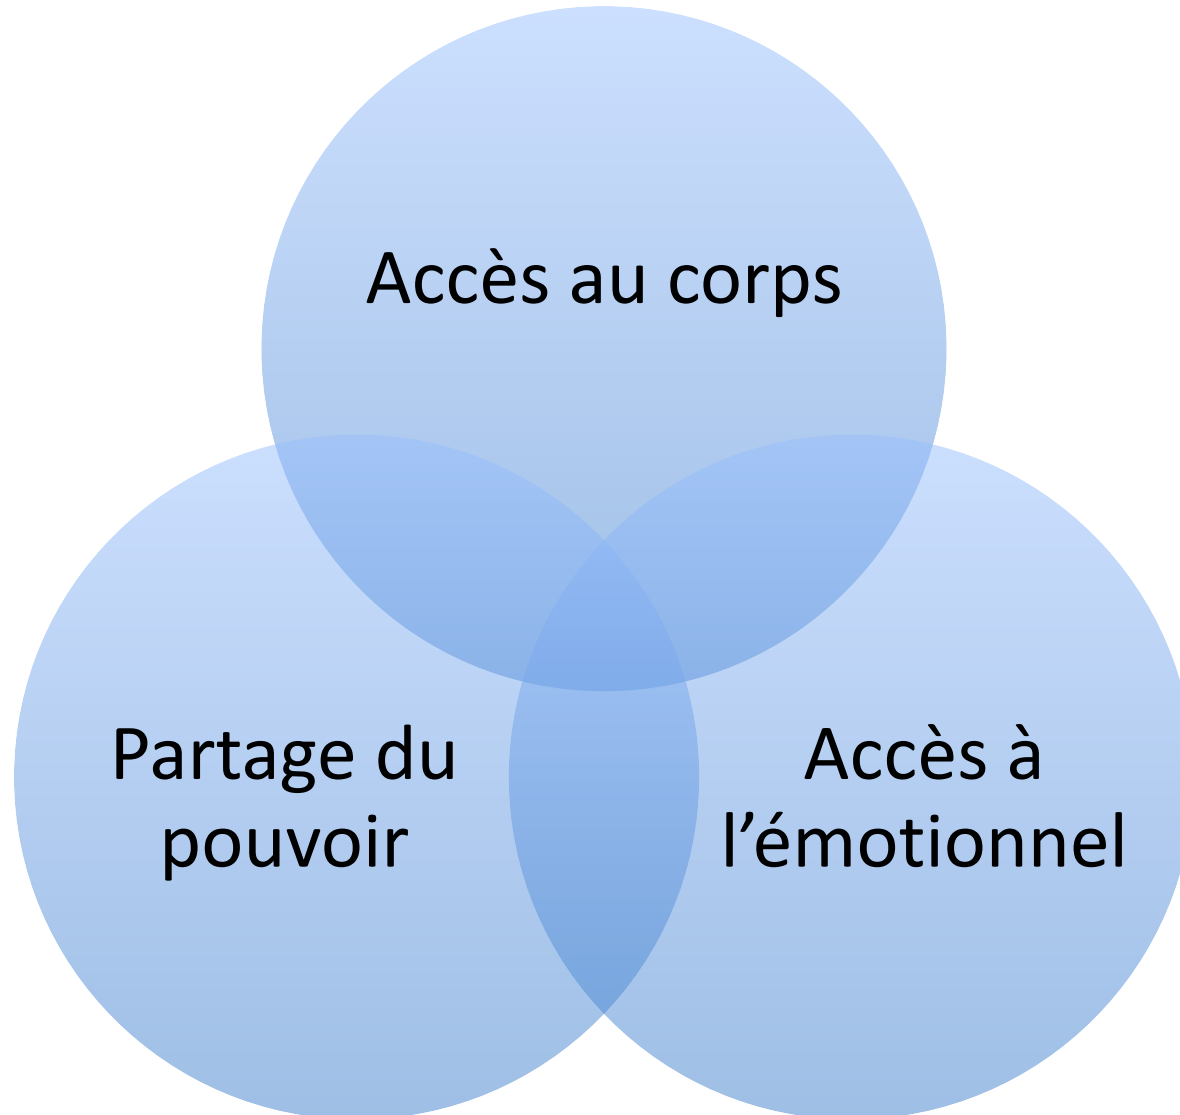 Accès au corps
Partage du
pouvoir
Accès à
l’émotionnel